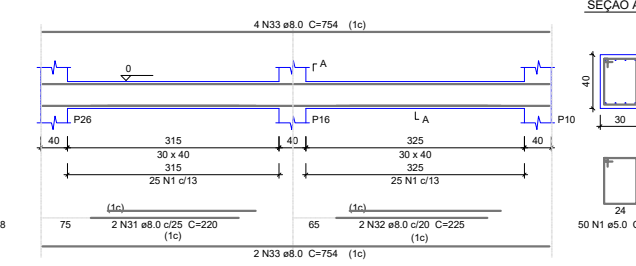 4 N33 ø8.0 C=754 (1c)
SEÇÃO A
A
0
40
P26
P16
A
P10
30
40 315 40 325 40
30 x 40 30 x 40
315 325
25 N1 c/13 25 N1 c/13
(1c) (1c)
24
8 75 2 N31 ø8.0 c/25 C=220 65 2 N32 ø8.0 c/20 C=225
50 N1 ø5.0
(1c) (1c)
2 N33 ø8.0 C=754 (1c)